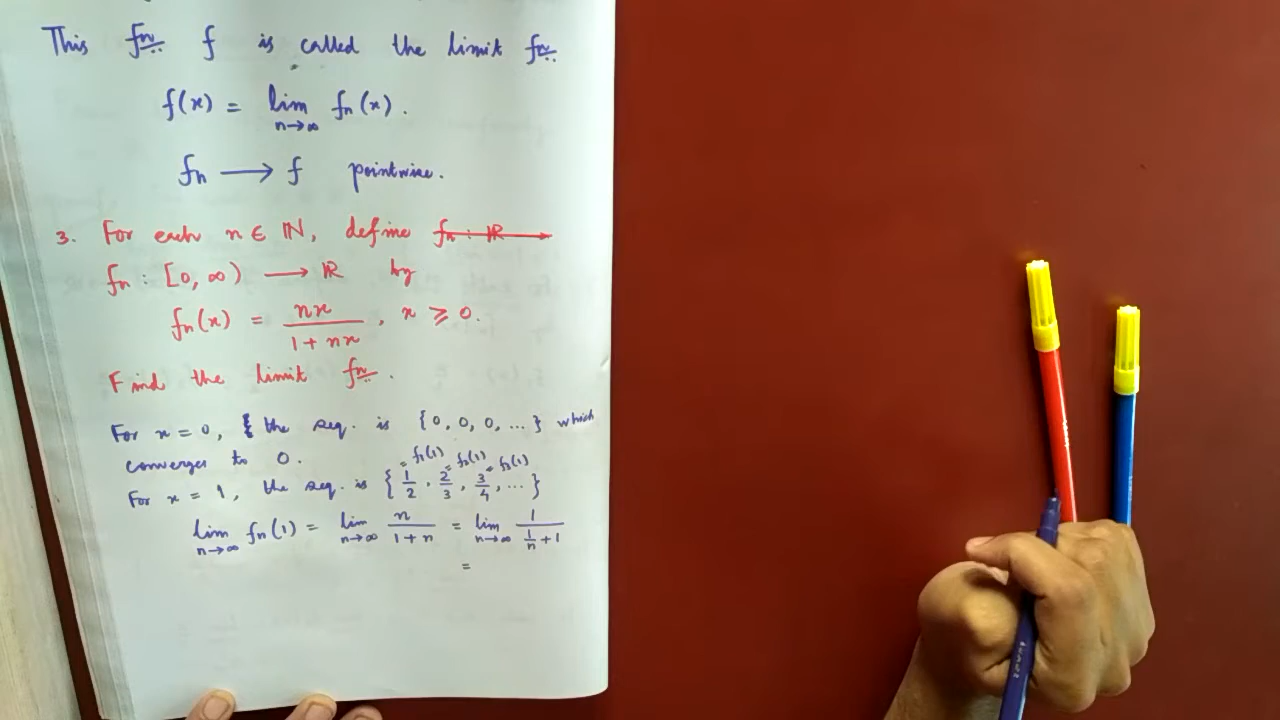 This fn f is called the limit fn.
f(x) = lim n→∞ fn(x).
fn → f pointwise.
3. For each n ∈ ℕ, define fn : ℝ →
fn : [0, ∞) → ℝ by
fn(x) = nx / 1 + nx , x ≥ 0.
Find the limit fn.
For x = 0, { the seq. is {0, 0, 0, ... } which
converges to 0.
= f1(1) = f2(1) = f3(1)
For x = 1, the seq. is { 1/2 , 2/3 , 3/4 , ... }
lim n→∞ fn(1) = lim n→∞ n / 1 + n = lim n→∞ 1 / 1/n + 1
=